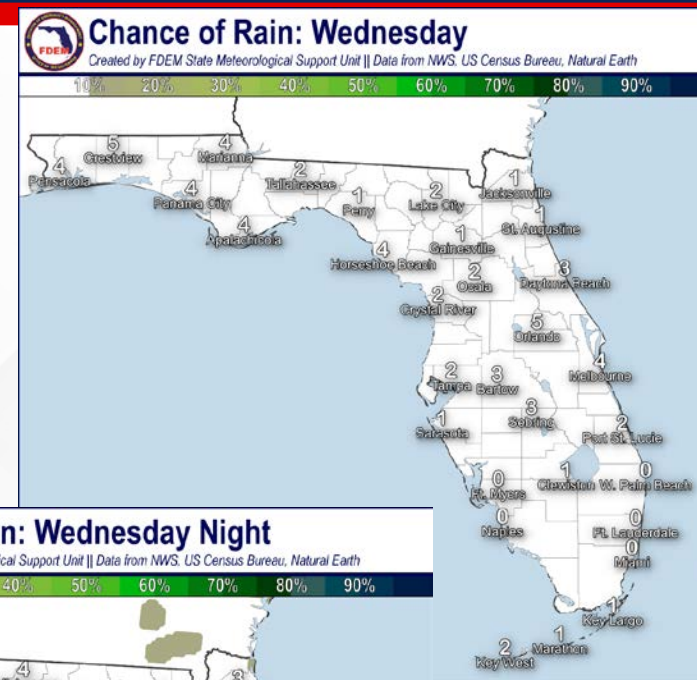 FDEM
Chance of Rain: Wednesday
Created by FDEM State Meteorological Support Unit || Data from NWS, US Census Bureau, Natural Earth
10% 20% 30% 40% 50% 60% 70% 80% 90%
5
Crestview
4
Marianna
4
Pensacola
2
Tallahassee
4
Panama City
1
Perry
2
Lake City
1
Jacksonville
4
Apalachicola
1
St. Augustine
1
Gainesville
4
Horseshoe Beach
2
Ocala
3
Daytona Beach
2
Crystal River
5
Orlando
4
Melbourne
2
Tampa
3
Bartow
1
Sarasota
3
Sebring
2
Port St. Lucie
0
Ft. Myers
1
Clewiston
0
W. Palm Beach
0
Naples
0
Ft. Lauderdale
0
Miami
1
Key Largo
1
Marathon
2
Key West
n: Wednesday Night
ical Support Unit || Data from NWS, US Census Bureau, Natural Earth
40% 50% 60% 70% 80% 90%
4
3